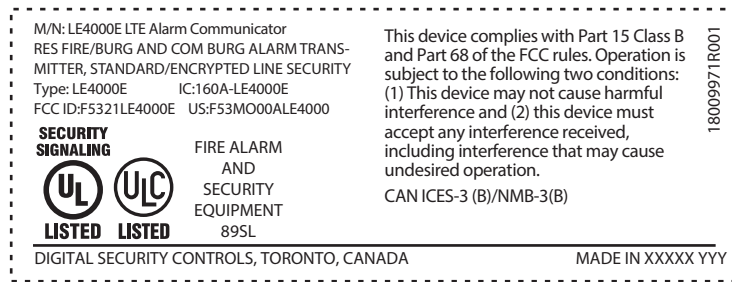 M/N: LE4000E LTE Alarm Communicator
RES FIRE/BURG AND COM BURG ALARM TRANS-
MITTER, STANDARD/ENCRYPTED LINE SECURITY
Type: LE4000E IC:160A-LE4000E
FCC ID:F5321LE4000E US:F53MO00ALE4000
SECURITY
SIGNALING
UL
LISTED
ULC
LISTED
FIRE ALARM
AND
SECURITY
EQUIPMENT
89SL
This device complies with Part 15 Class B
and Part 68 of the FCC rules. Operation is
subject to the following two conditions:
(1) This device may not cause harmful
interference and (2) this device must
accept any interference received,
including interference that may cause
undesired operation.
CAN ICES-3 (B)/NMB-3(B)
18009971R001
DIGITAL SECURITY CONTROLS, TORONTO, CANADA MADE IN XXXXX YYY